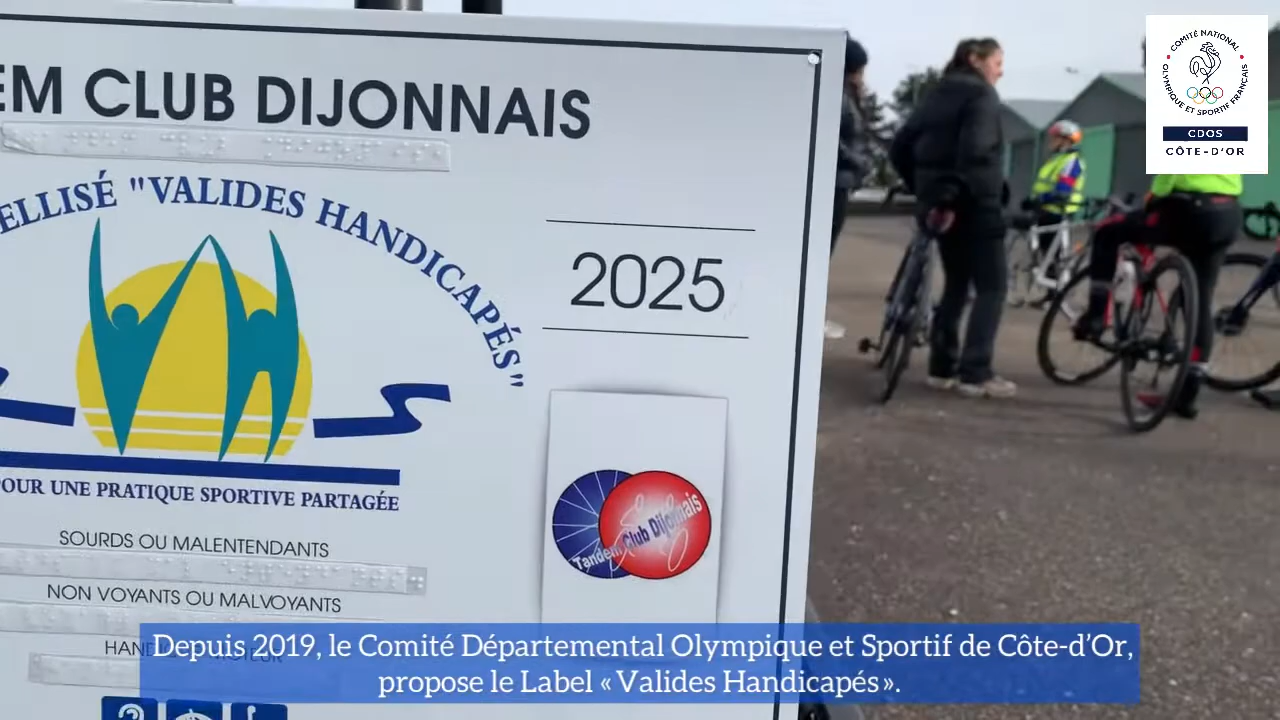 EM CLUB DIJONNAIS
ELLISÉ "VALIDES HANDICAPÉS"
2025
POUR UNE PRATIQUE SPORTIVE PARTAGÉE
Tandem Club Dijonnais
SOURDS OU MALENTENDANTS
NON VOYANTS OU MALVOYANTS
COMITÉ NATIONAL
OLYMPIQUE ET SPORTIF FRANÇAIS
CDOS
CÔTE-D'OR
Depuis 2019, le Comité Départemental Olympique et Sportif de Côte-d’Or,
propose le Label « Valides Handicapés ».